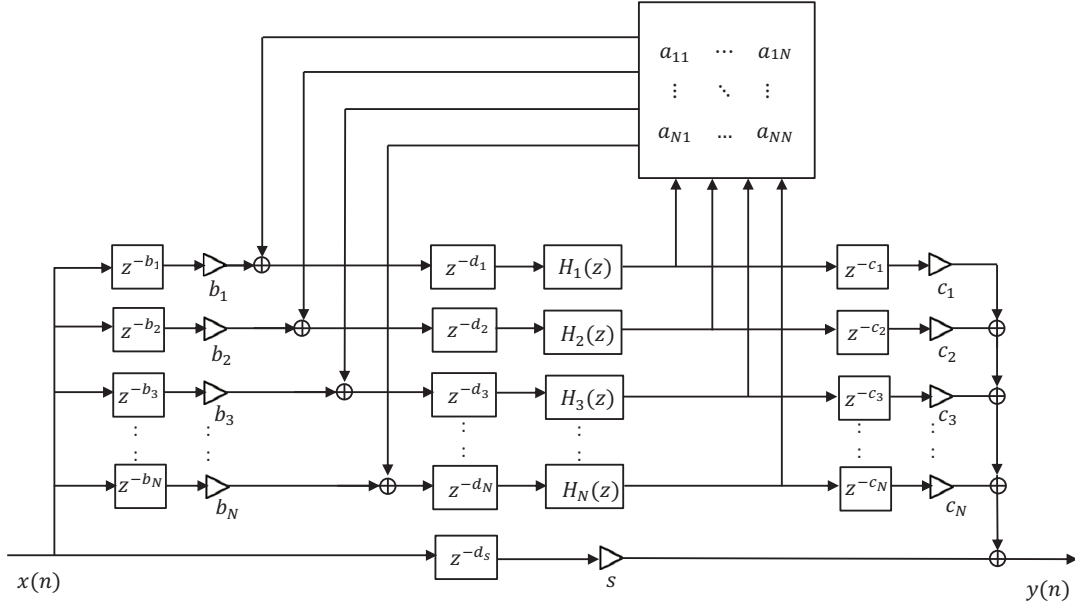 a₁₁ ⋯ a₁N
⋮ ⋱ ⋮
aN₁ … aNN
z^−b₁ b₁ z^−d₁ H₁(z) z^−c₁ c₁
z^−b₂ b₂ z^−d₂ H₂(z) z^−c₂ c₂
z^−b₃ b₃ z^−d₃ H₃(z) z^−c₃ c₃
⋮ ⋮ ⋮ ⋮ ⋮ ⋮
z^−bN bN z^−dN HN(z) z^−cN cN
x(n) z^−dₛ s y(n)